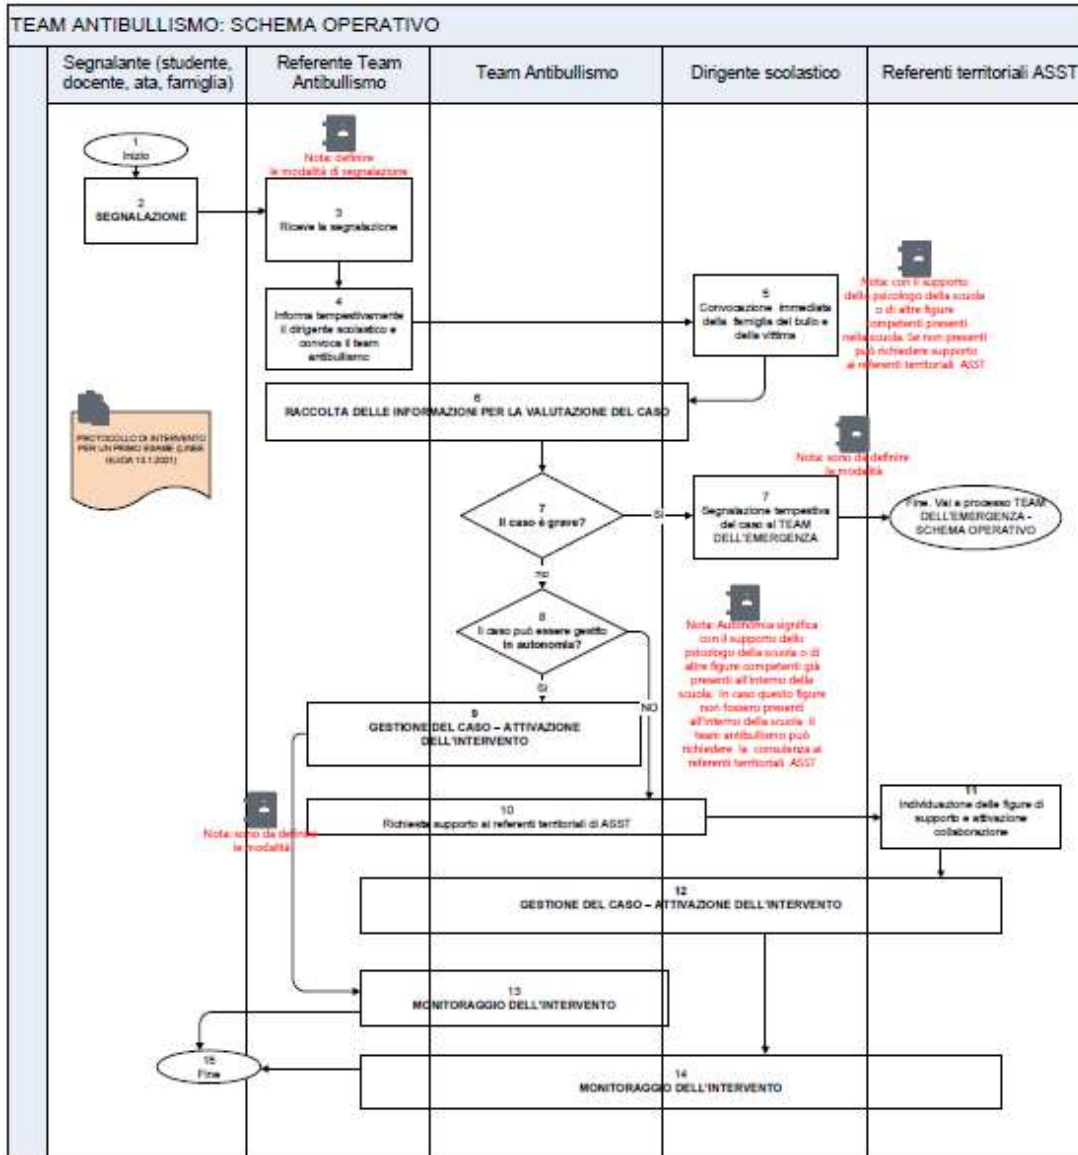 TEAM ANTIBULLISMO: SCHEMA OPERATIVO
Segnalante (studente,
docente, ata, famiglia)
Referente Team
Antibullismo
Team Antibullismo
Dirigente scolastico
Referenti territoriali ASST
1
Inizio
Nota: definire
le modalità di segnalazione
2
SEGNALAZIONE
3
Riceve la segnalazione
4
Informa tempestivamente
il dirigente scolastico e
convoca il team
antibullismo
5
Convocazione immediata
della famiglia del bullo e
della vittima
Nota: con il supporto
dello psicologo della scuola
o di altre figure
competenti presenti
nella scuola. Se non presenti
può richiedere supporto
ai referenti territoriali ASST
6
RACCOLTA DELLE INFORMAZIONI PER LA VALUTAZIONE DEL CASO
PROTOCOLLO DI INTERVENTO
PER UN PRIMO ESAME (LINEE
GUIDA 13.1.2021)
Nota: sono da definire
le modalità
7
Il caso è grave?
SI
7
Segnalazione tempestiva
del caso al TEAM
DELL'EMERGENZA
Fine. Vai a processo TEAM
DELL'EMERGENZA -
SCHEMA OPERATIVO
no
8
Il caso può essere gestito
in autonomia?
Si
NO
Nota: Autonomia significa
con il supporto dello
psicologo della scuola o di
altre figure competenti già
presenti all'interno della
scuola. In caso questo figure
non fossero presenti
all'interno della scuola il
team antibullismo può
richiedere la consulenza ai
referenti territoriali ASST
9
GESTIONE DEL CASO – ATTIVAZIONE
DELL'INTERVENTO
Nota: sono da definire
le modalità
10
Richiesta supporto ai referenti territoriali di ASST
11
Individuazione delle figure di
supporto e attivazione
collaborazione
12
GESTIONE DEL CASO – ATTIVAZIONE DELL'INTERVENTO
13
MONITORAGGIO DELL'INTERVENTO
15
Fine
14
MONITORAGGIO DELL'INTERVENTO